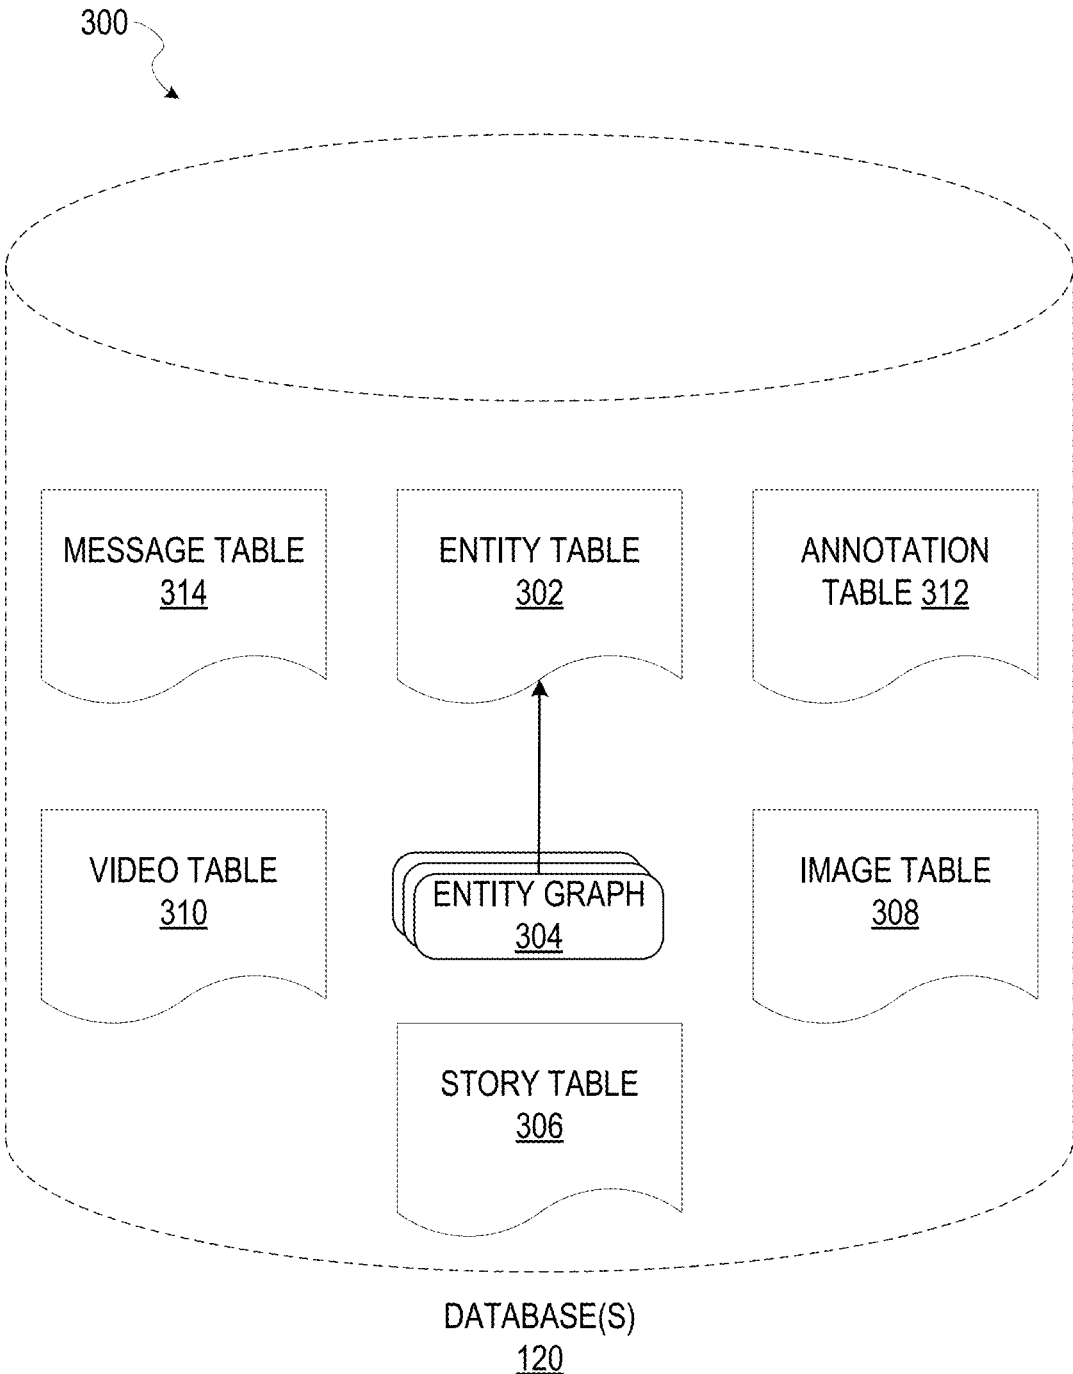 300
MESSAGE TABLE
314
ENTITY TABLE
302
ANNOTATION
TABLE 312
VIDEO TABLE
310
ENTITY GRAPH
304
IMAGE TABLE
308
STORY TABLE
306
DATABASE(S)
120